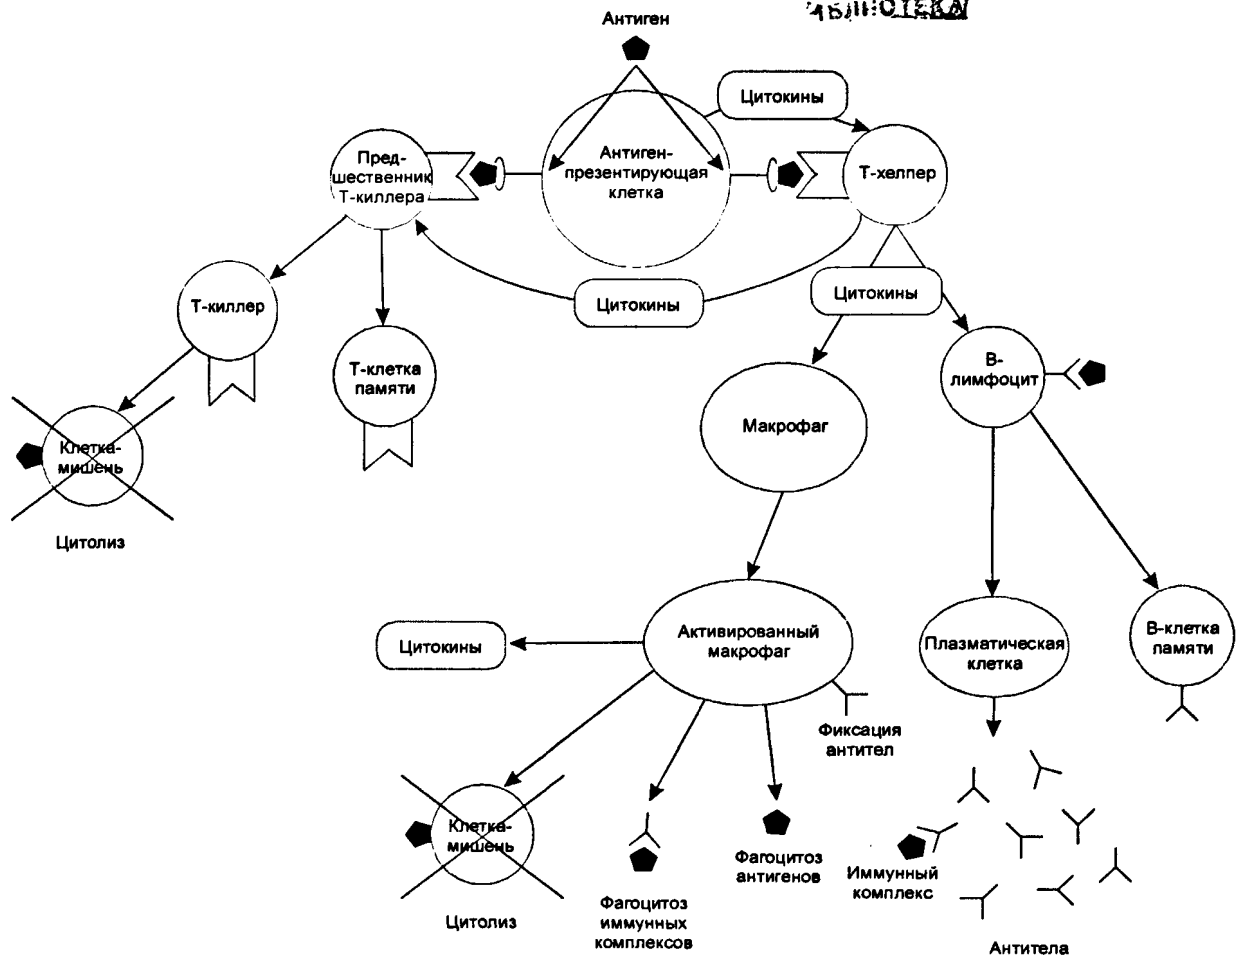 Антиген
Цитокины
Пред-
шественник
Т-киллера
Антиген-
презентирующая
клетка
Т-хелпер
Т-киллер
Цитокины
Цитокины
Т-клетка
памяти
В-
лимфоцит
Макрофаг
Клетка-
мишень
Цитолиз
Цитокины
Активированный
макрофаг
Плазматическая
клетка
В-клетка
памяти
Фиксация
антител
Клетка-
мишень
Цитолиз
Фагоцитоз
иммунных
комплексов
Фагоцитоз
антигенов
Иммунный
комплекс
Антитела